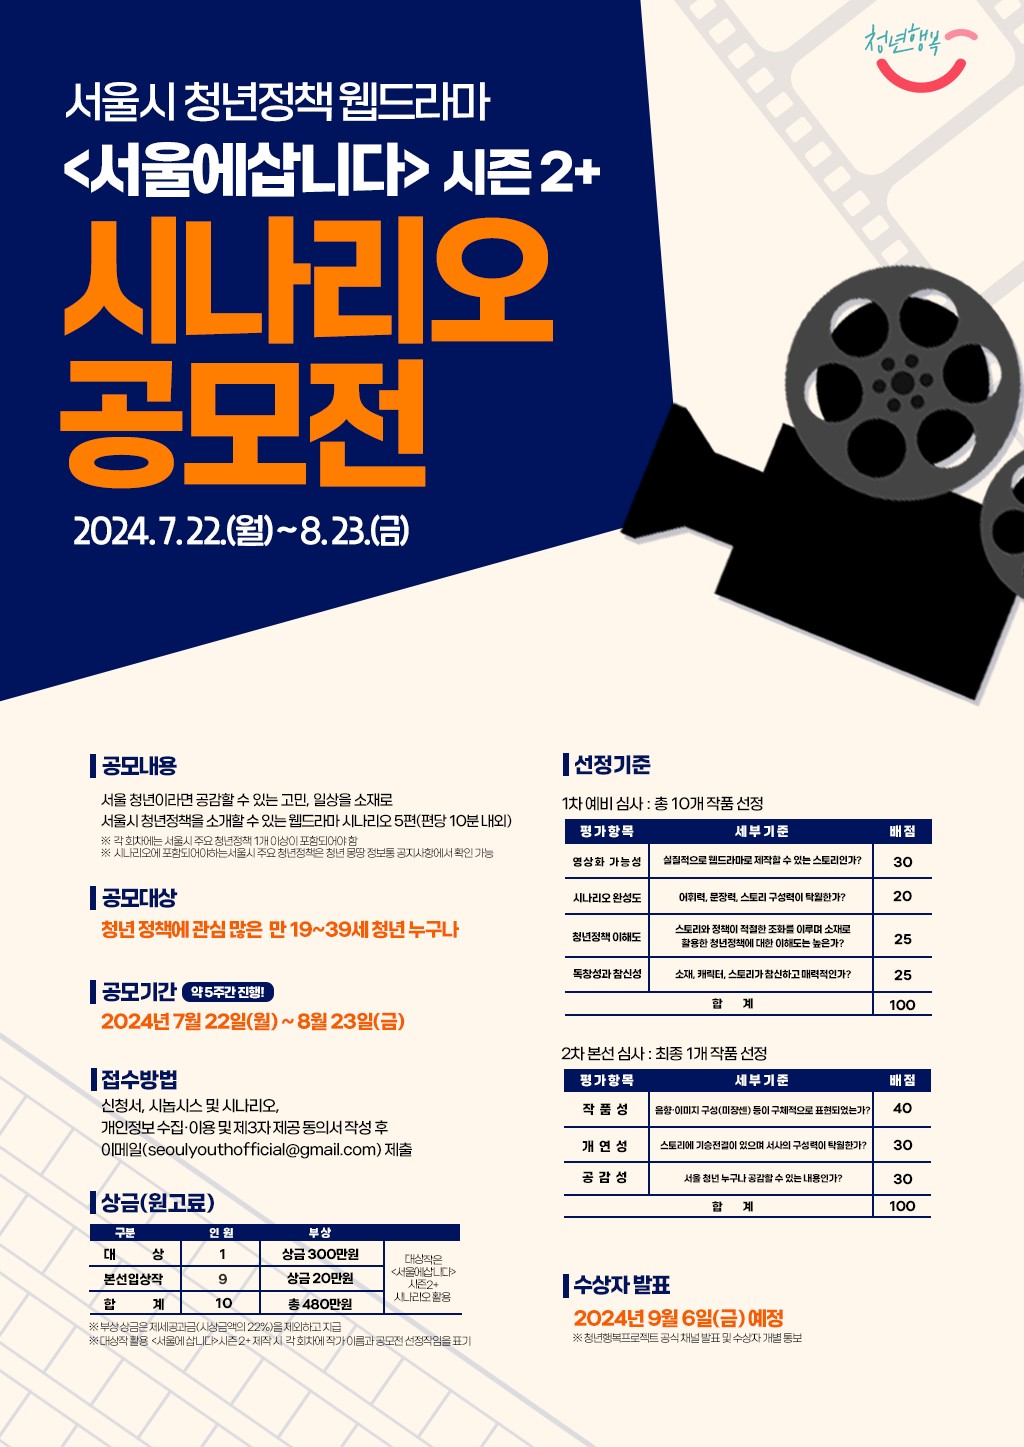 청년행복
서울시 청년정책 웹드라마
<서울에삽니다> 시즌 2+
시나리오
공모전
2024. 7. 22.(월) ~ 8. 23.(금)
공모내용
서울 청년이라면 공감할 수 있는 고민, 일상을 소재로
서울시 청년정책을 소개할 수 있는 웹드라마 시나리오 5편(편당 10분 내외)
※ 각 회차에는 서울시 주요 청년정책 1개 이상이 포함되어야 함
※ 시나리오에 포함되어야하는 서울시 주요 청년정책은 청년 몽땅 정보통 공지사항에서 확인 가능
공모대상
청년 정책에 관심 많은 만 19~39세 청년 누구나
공모기간 약 5주간 진행!
2024년 7월 22일(월) ~ 8월 23일(금)
접수방법
신청서, 시놉시스 및 시나리오,
개인정보 수집·이용 및 제3자 제공 동의서 작성 후
이메일(seoulyouthofficial@gmail.com) 제출
상금(원고료)
구분 인 원 부 상
대 상 1 상금 300만원
본선입상작 9 상금 20만원
합 계 10 총 480만원
대상작은
<서울에삽니다>
시즌2+
시나리오 활용
※ 부상 상금은 제세공과금(시상금액의 22%)을 제외하고 지급
※ 대상작 활용 <서울에 삽니다>시즌 2+ 제작 시 각 회차에 작가 이름과 공모전 선정작임을 표기
선정기준
1차 예비 심사 : 총 10개 작품 선정
평가항목 세부기준 배점
영상화 가능성 실질적으로 웹드라마로 제작할 수 있는 스토리인가? 30
시나리오 완성도 어휘력, 문장력, 스토리 구성력이 탁월한가? 20
청년정책 이해도 스토리와 정책이 적절한 조화를 이루며 소재로
활용한 청년정책에 대한 이해도는 높은가? 25
독창성과 참신성 소재, 캐릭터, 스토리가 참신하고 매력적인가? 25
합 계 100
2차 본선 심사 : 최종 1개 작품 선정
평가항목 세부기준 배점
작 품 성 음향·이미지 구성(미장센) 등이 구체적으로 표현되었는가? 40
개 연 성 스토리에 기승전결이 있으며 서사의 구성력이 탁월한가? 30
공 감 성 서울 청년 누구나 공감할 수 있는 내용인가? 30
합 계 100
수상자 발표
2024년 9월 6일(금) 예정
※ 청년행복프로젝트 공식 채널 발표 및 수상자 개별 통보